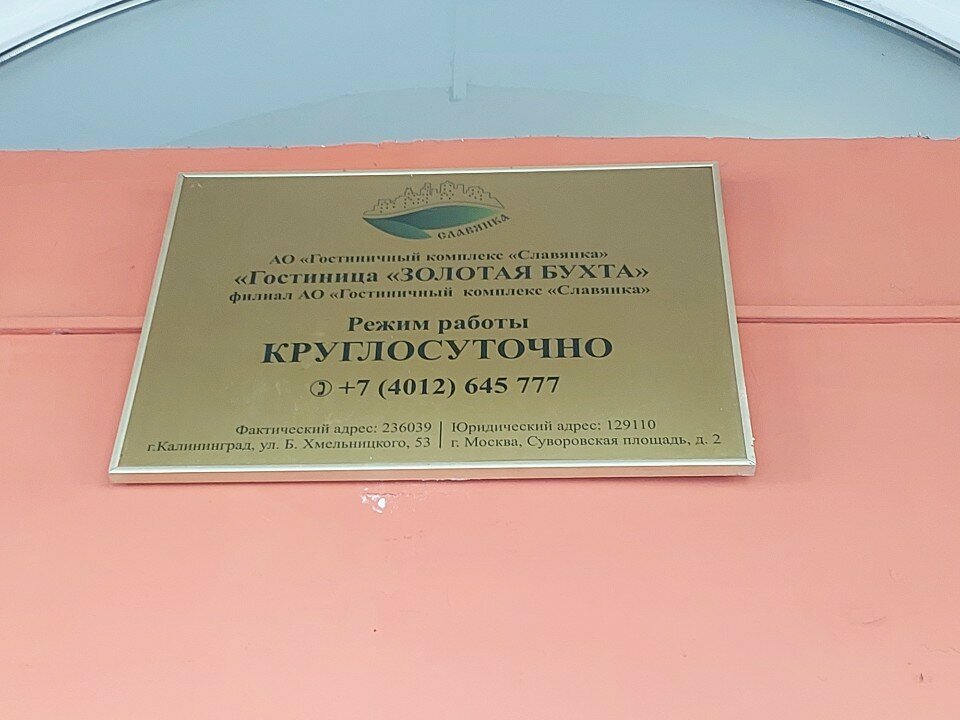 СЛАВЯНКА
АО «Гостиничный комплекс «Славянка»
«Гостиница «ЗОЛОТАЯ БУХТА»
филиал АО «Гостиничный комплекс «Славянка»
Режим работы
КРУГЛОСУТОЧНО
✆ +7 (4012) 645 777
Фактический адрес: 236039
г.Калининград, ул. Б. Хмельницкого, 53
Юридический адрес: 129110
г. Москва, Суворовская площадь, д. 2